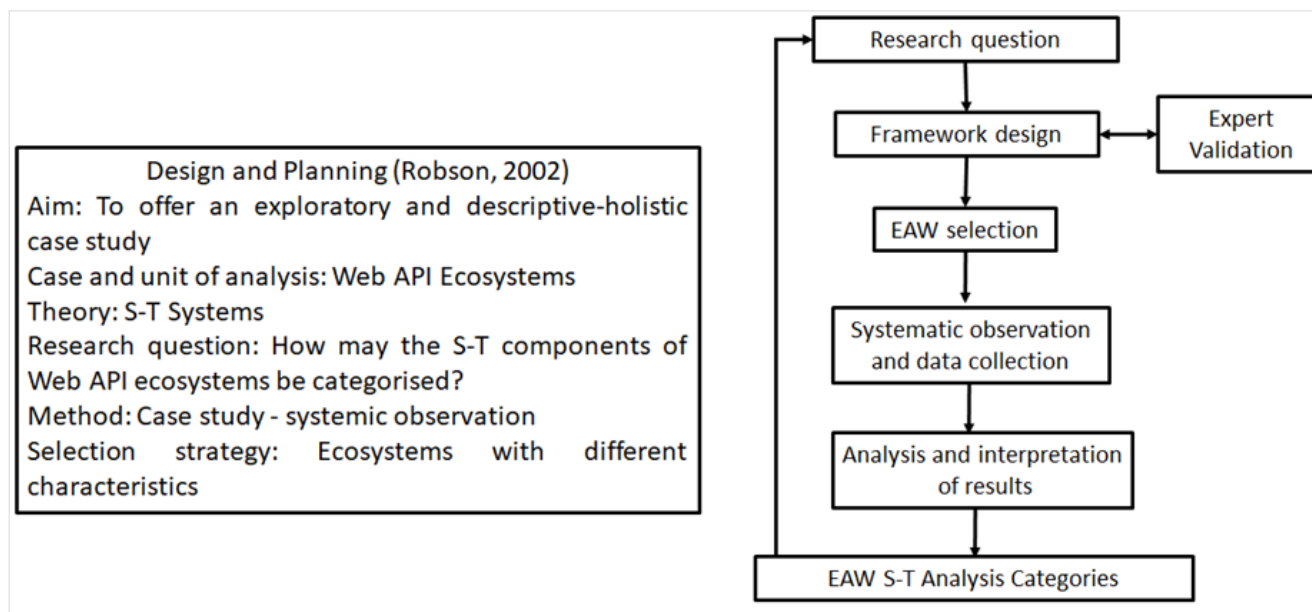 Design and Planning (Robson, 2002)
Aim: To offer an exploratory and descriptive-holistic
case study
Case and unit of analysis: Web API Ecosystems
Theory: S-T Systems
Research question: How may the S-T components of
Web API ecosystems be categorised?
Method: Case study - systemic observation
Selection strategy: Ecosystems with different
characteristics
Research question
Framework design
Expert
Validation
EAW selection
Systematic observation
and data collection
Analysis and interpretation
of results
EAW S-T Analysis Categories